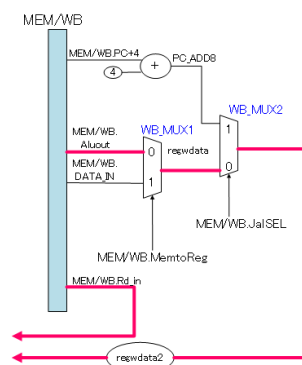 MEM/WB
MEM/WB.PC+4
PC_ADD8
4
+
MEM/WB.
Aluout
WB_MUX1
WB_MUX2
0
regwdata
1
MEM/WB.
DATA_IN
1
0
MEM/WB.JalSEL
MEM/WB.MemtoReg
MEM/WB.Rd_in
regwdata2